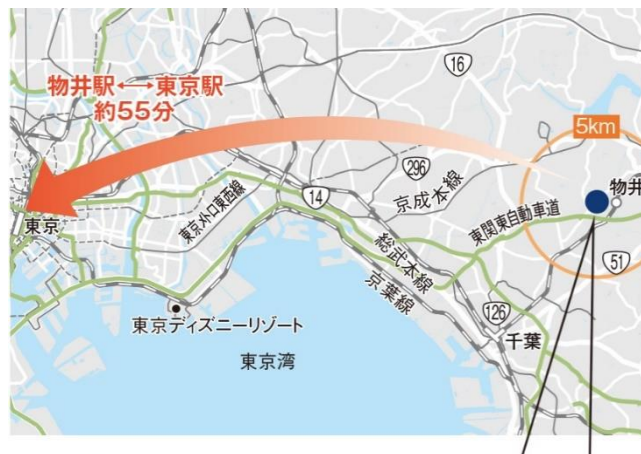 物井駅←→東京駅
約55分
16
5km
296
京成本線
物井
14
東京メトロ東西線
東関東自動車道
東京
総武本線
51
京葉線
126
千葉
東京ディズニーリゾート
東京湾